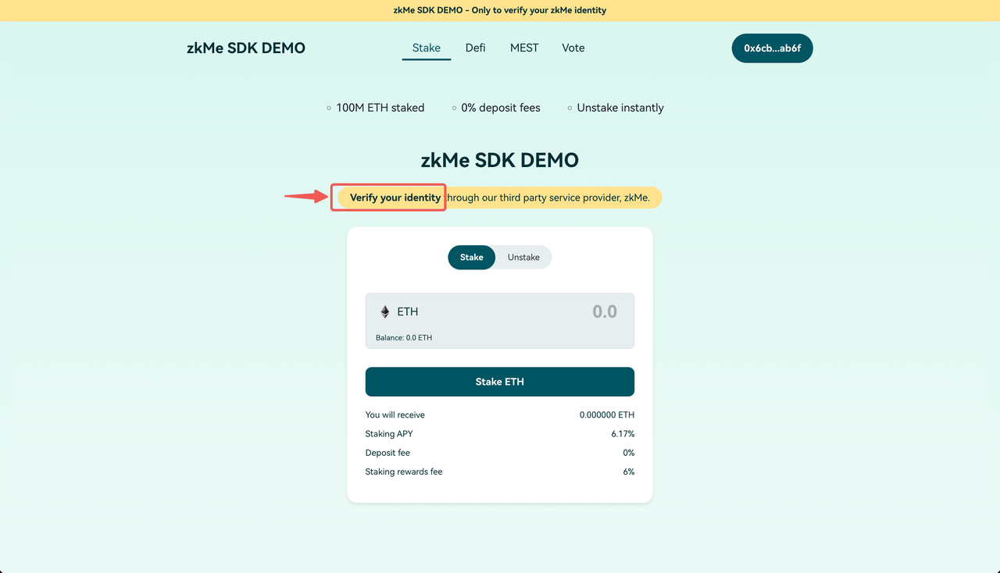 zkMe SDK DEMO - Only to verify your zkMe identity
zkMe SDK DEMO
Stake
Defi
MEST
Vote
0x6cb...ab6f
100M ETH staked
0% deposit fees
Unstake instantly
zkMe SDK DEMO
Verify your identity through our third party service provider, zkMe.
Stake
Unstake
ETH
0.0
Balance: 0.0 ETH
Stake ETH
You will receive 0.000000 ETH
Staking APY 6.17%
Deposit fee 0%
Staking rewards fee 6%